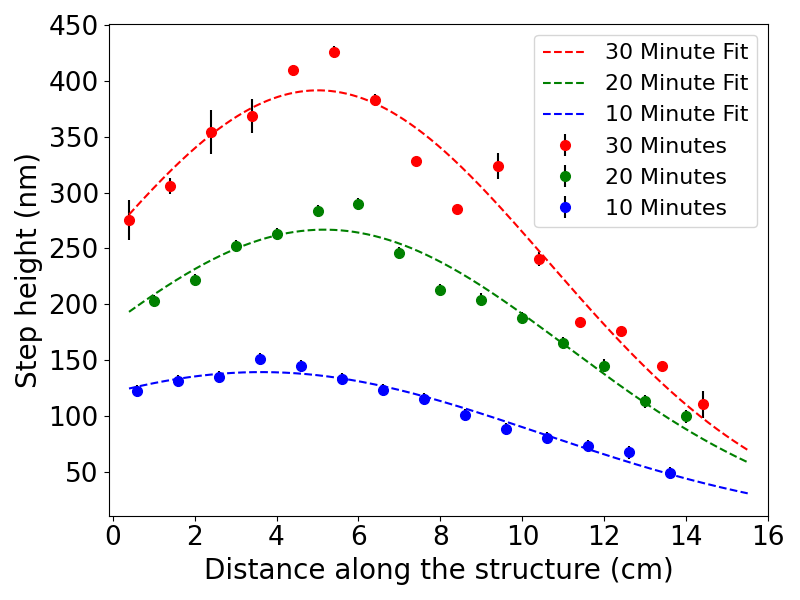 450
400
350
300
250
200
150
100
50
Step height (nm)
30 Minute Fit
20 Minute Fit
10 Minute Fit
30 Minutes
20 Minutes
10 Minutes
0 2 4 6 8 10 12 14 16
Distance along the structure (cm)